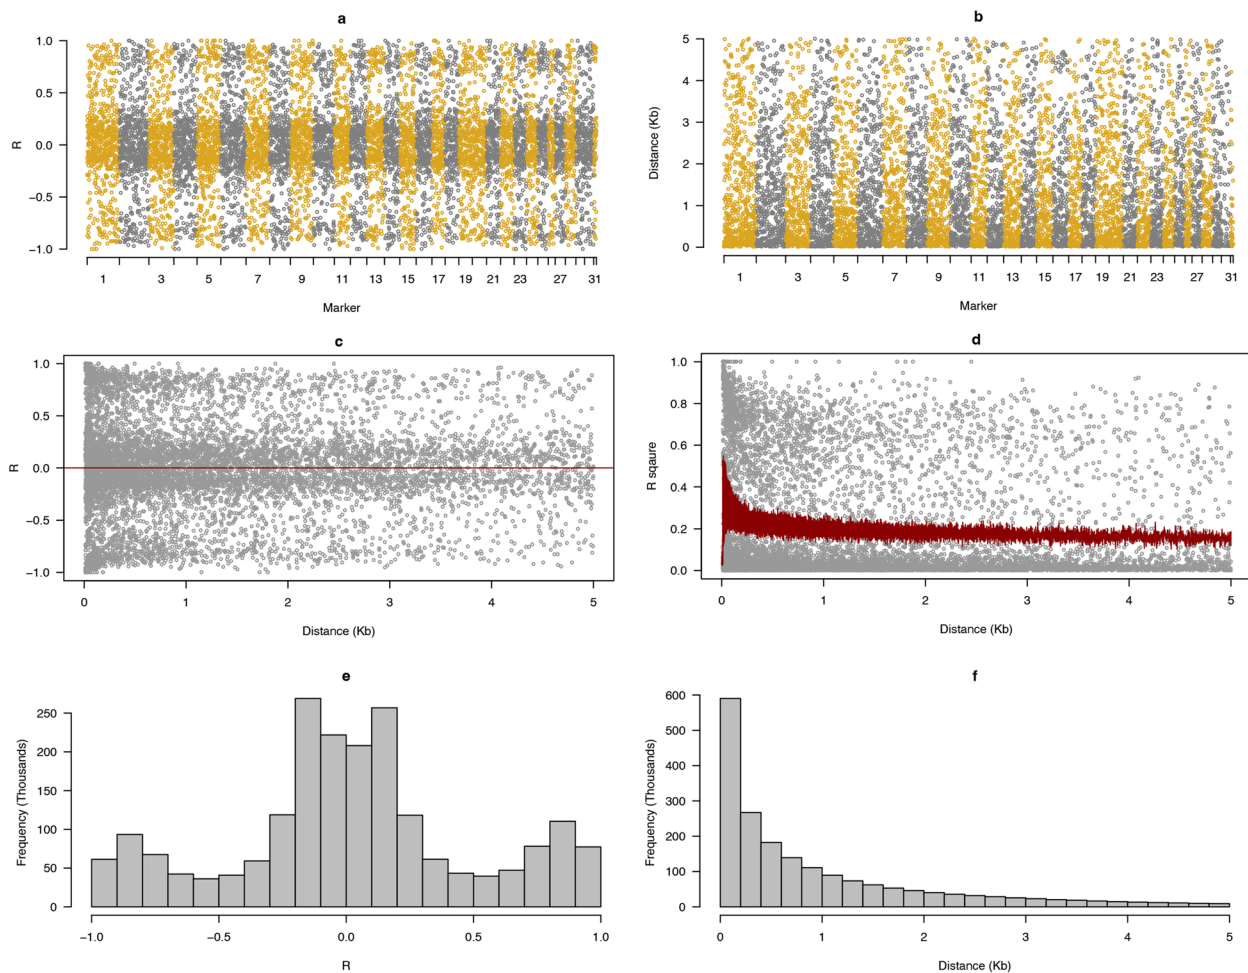 a
1.0
0.5
0.0
−0.5
−1.0
R
1 3 5 7 9 11 13 15 17 19 21 23 27 31
Marker
b
5
4
3
2
1
0
Distance (Kb)
1 3 5 7 9 11 13 15 17 19 21 23 27 31
Marker
c
1.0
0.5
0.0
−0.5
−1.0
R
0 1 2 3 4 5
Distance (Kb)
d
1.0
0.8
0.6
0.4
0.2
0.0
R sqaure
0 1 2 3 4 5
Distance (Kb)
e
250
200
150
100
50
0
Frequency (Thousands)
−1.0 −0.5 0.0 0.5 1.0
R
f
600
500
400
300
200
100
0
Frequency (Thousands)
0 1 2 3 4 5
Distance (Kb)